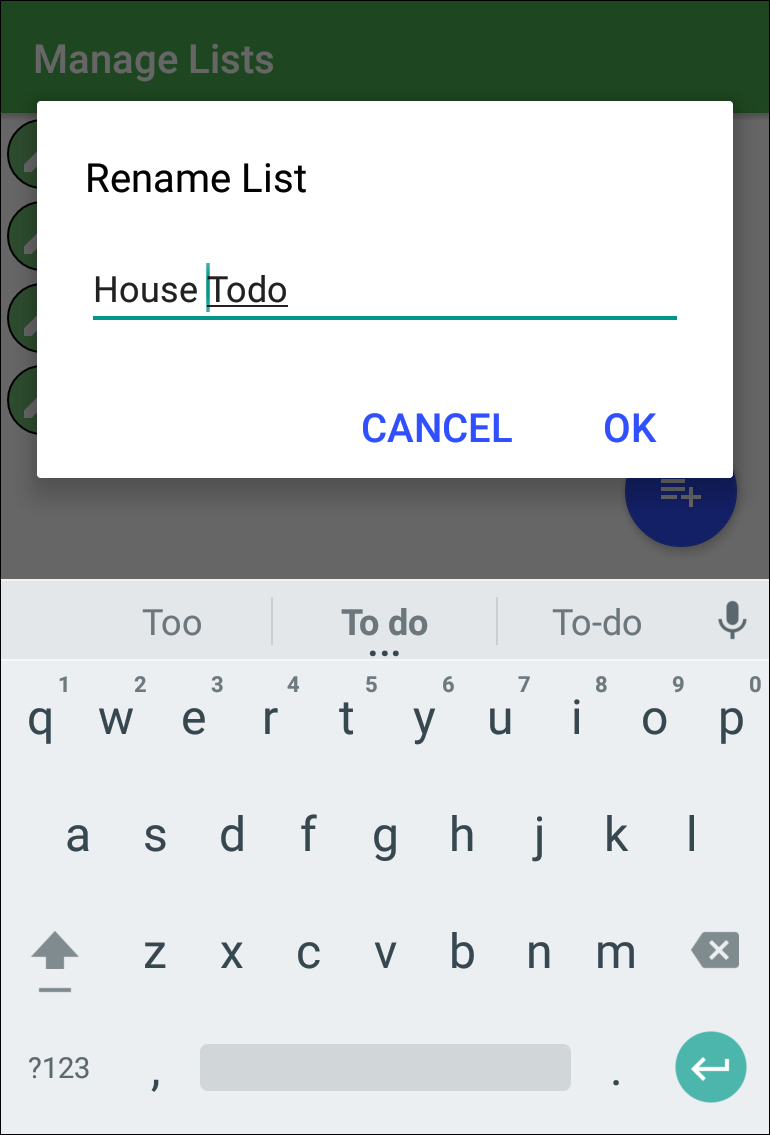 Manage Lists
Rename List
House Todo
CANCEL OK
Too To do To-do
1 2 3 4 5 6 7 8 9 0
q w e r t y u i o p
a s d f g h j k l
z x c v b n m
?123 , .